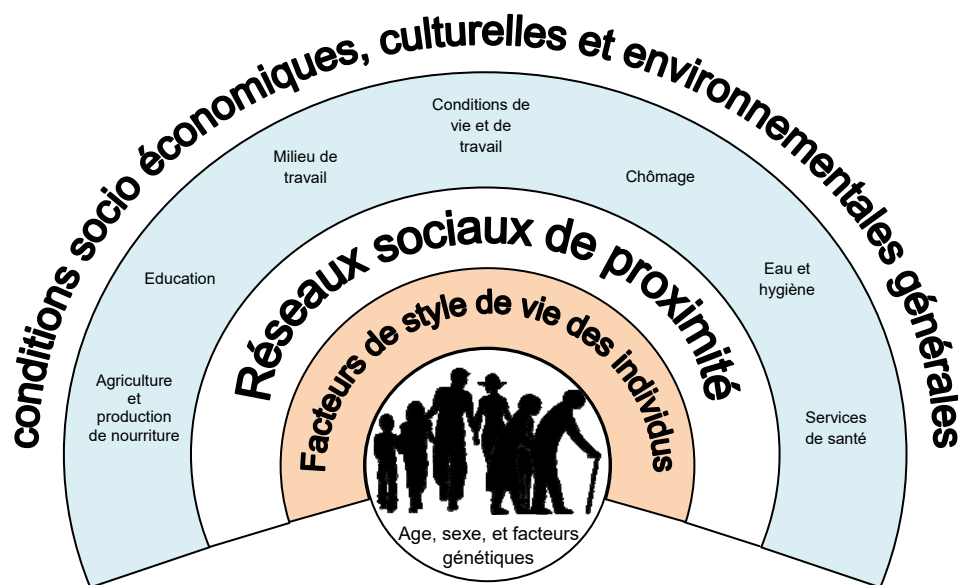 conditions socio économiques, culturelles et environnementales générales
Conditions de
vie et de
travail
Milieu de
travail
Chômage
Education
Eau et
hygiène
Agriculture
et
production
de nourriture
Services
de santé
Réseaux sociaux de proximité
Facteurs de style de vie des individus
Age, sexe, et facteurs
génétiques